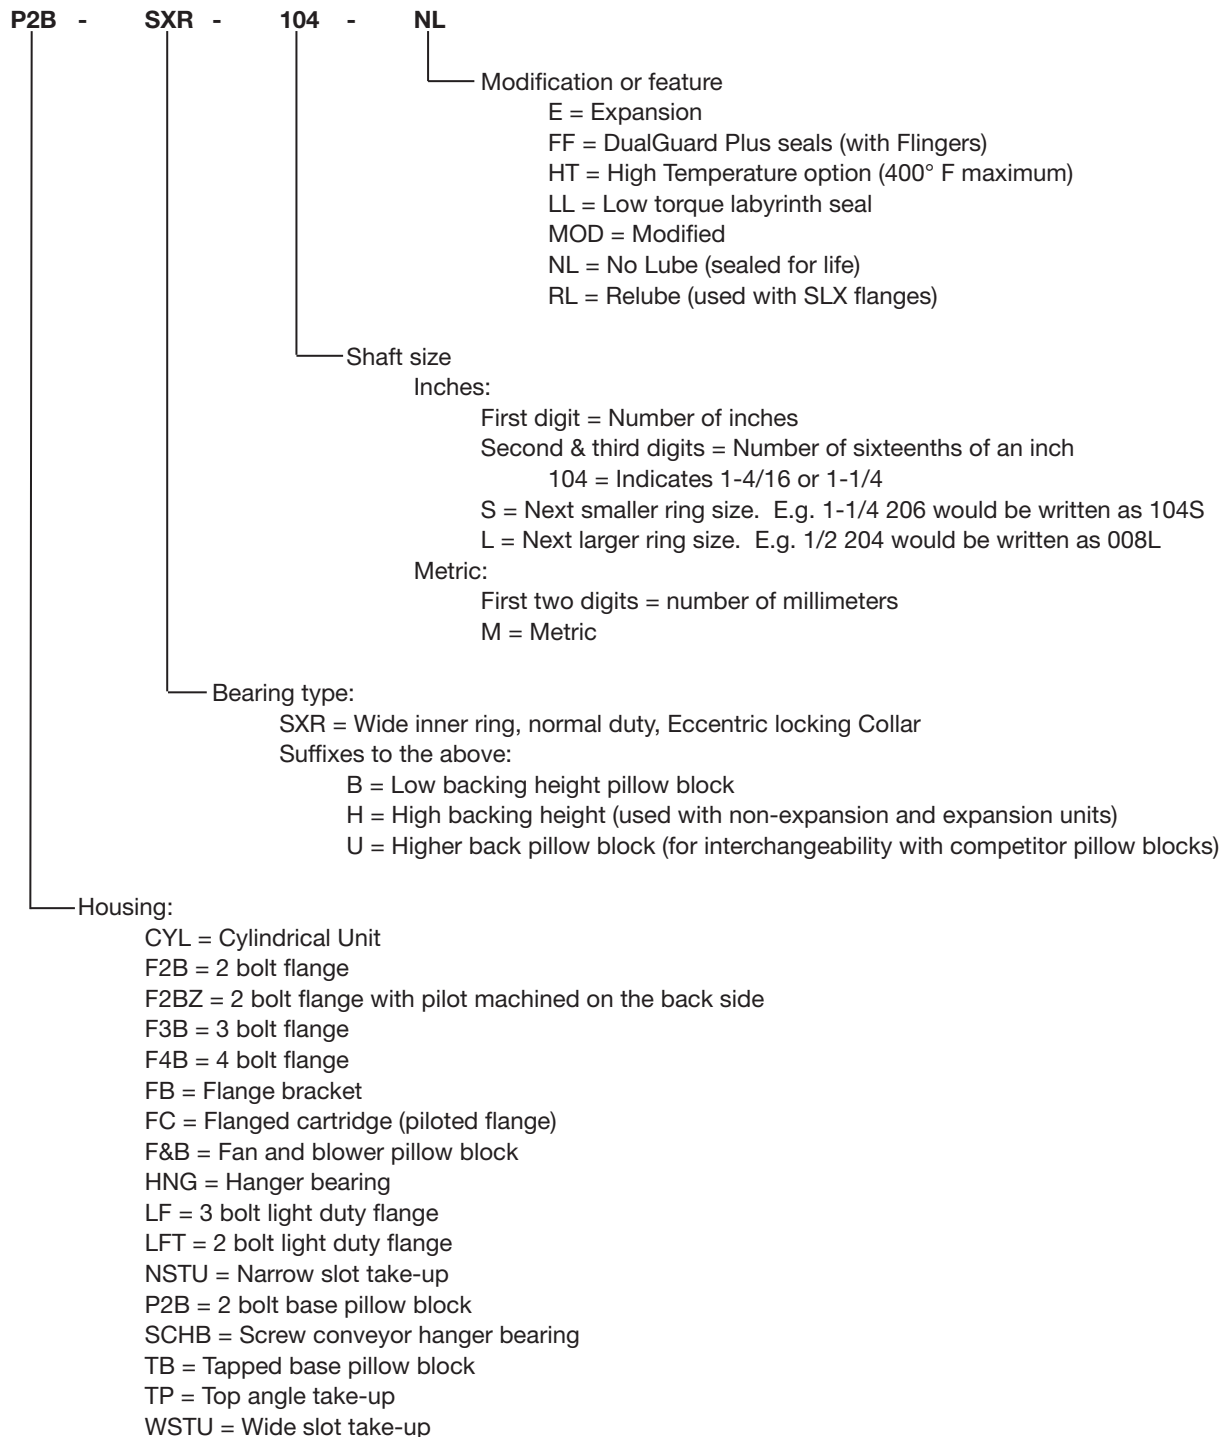 P2B - SXR - 104 - NL
Modification or feature
E = Expansion
FF = DualGuard Plus seals (with Flingers)
HT = High Temperature option (400° F maximum)
LL = Low torque labyrinth seal
MOD = Modified
NL = No Lube (sealed for life)
RL = Relube (used with SLX flanges)
Shaft size
Inches:
First digit = Number of inches
Second & third digits = Number of sixteenths of an inch
104 = Indicates 1-4/16 or 1-1/4
S = Next smaller ring size.  E.g. 1-1/4 206 would be written as 104S
L = Next larger ring size.  E.g. 1/2 204 would be written as 008L
Metric:
First two digits = number of millimeters
M = Metric
Bearing type:
SXR = Wide inner ring, normal duty, Eccentric locking Collar
Suffixes to the above:
B = Low backing height pillow block
H = High backing height (used with non-expansion and expansion units)
U = Higher back pillow block (for interchangeability with competitor pillow blocks)
Housing:
CYL = Cylindrical Unit
F2B = 2 bolt flange
F2BZ = 2 bolt flange with pilot machined on the back side
F3B = 3 bolt flange
F4B = 4 bolt flange
FB = Flange bracket
FC = Flanged cartridge (piloted flange)
F&B = Fan and blower pillow block
HNG = Hanger bearing
LF = 3 bolt light duty flange
LFT = 2 bolt light duty flange
NSTU = Narrow slot take-up
P2B = 2 bolt base pillow block
SCHB = Screw conveyor hanger bearing
TB = Tapped base pillow block
TP = Top angle take-up
WSTU = Wide slot take-up